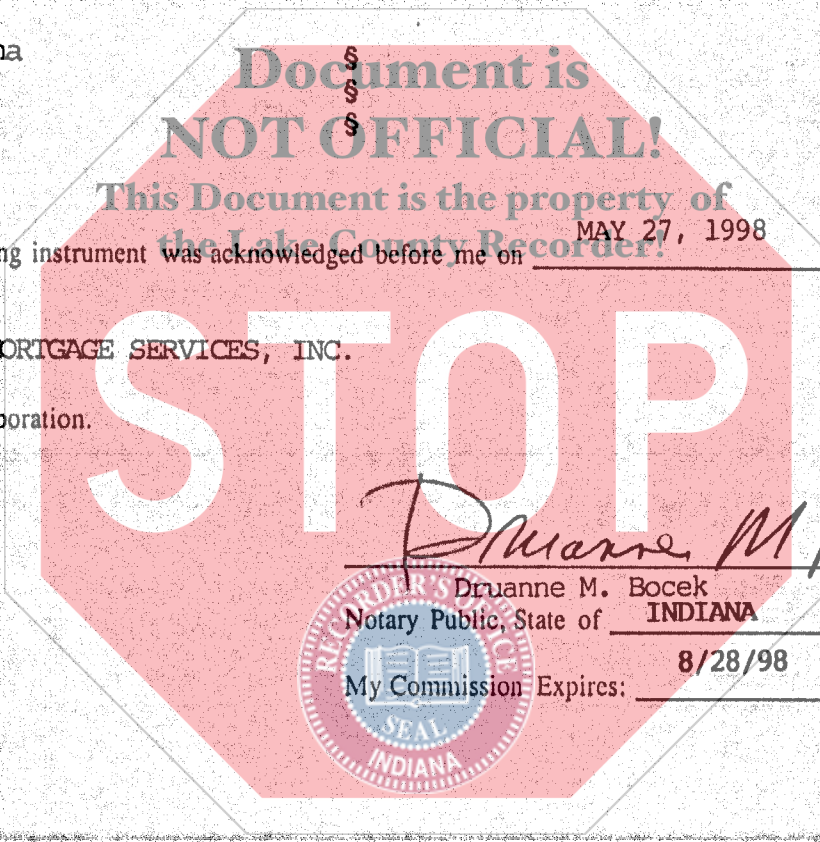 na
§
§
§
Document is
NOT OFFICIAL!
This Document is the property of
the Lake County Recorder!
ng instrument was acknowledged before me on MAY 27, 1998
ORTGAGE SERVICES, INC.
poration.
STOP
Druanne M
Druanne M. Bocek
Notary Public, State of INDIANA
My Commission Expires: 8/28/98
RECORDER'S OFFICE
SEAL
INDIANA